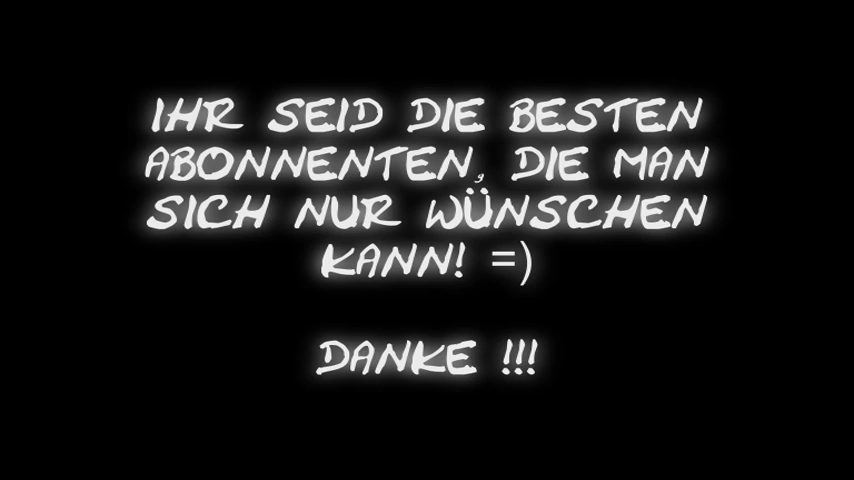 IHR SEID DIE BESTEN
ABONNENTEN, DIE MAN
SICH NUR WÜNSCHEN
KANN! =)
DANKE !!!